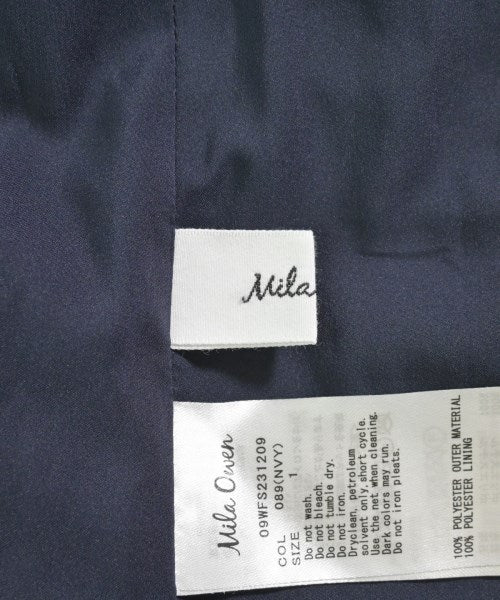 Mila
Mila Owen
09WFS231209
COL 089(NVY)
SIZE 1
Do not wash.
Do not bleach.
Do not tumble dry.
Do not iron.
Dryclean, petroleum
solvent only, short cycle.
Use the net when cleaning.
Dark colors may run.
Do not iron pleats.
100% POLYESTER OUTER MATERIAL
100% POLYESTER LINING